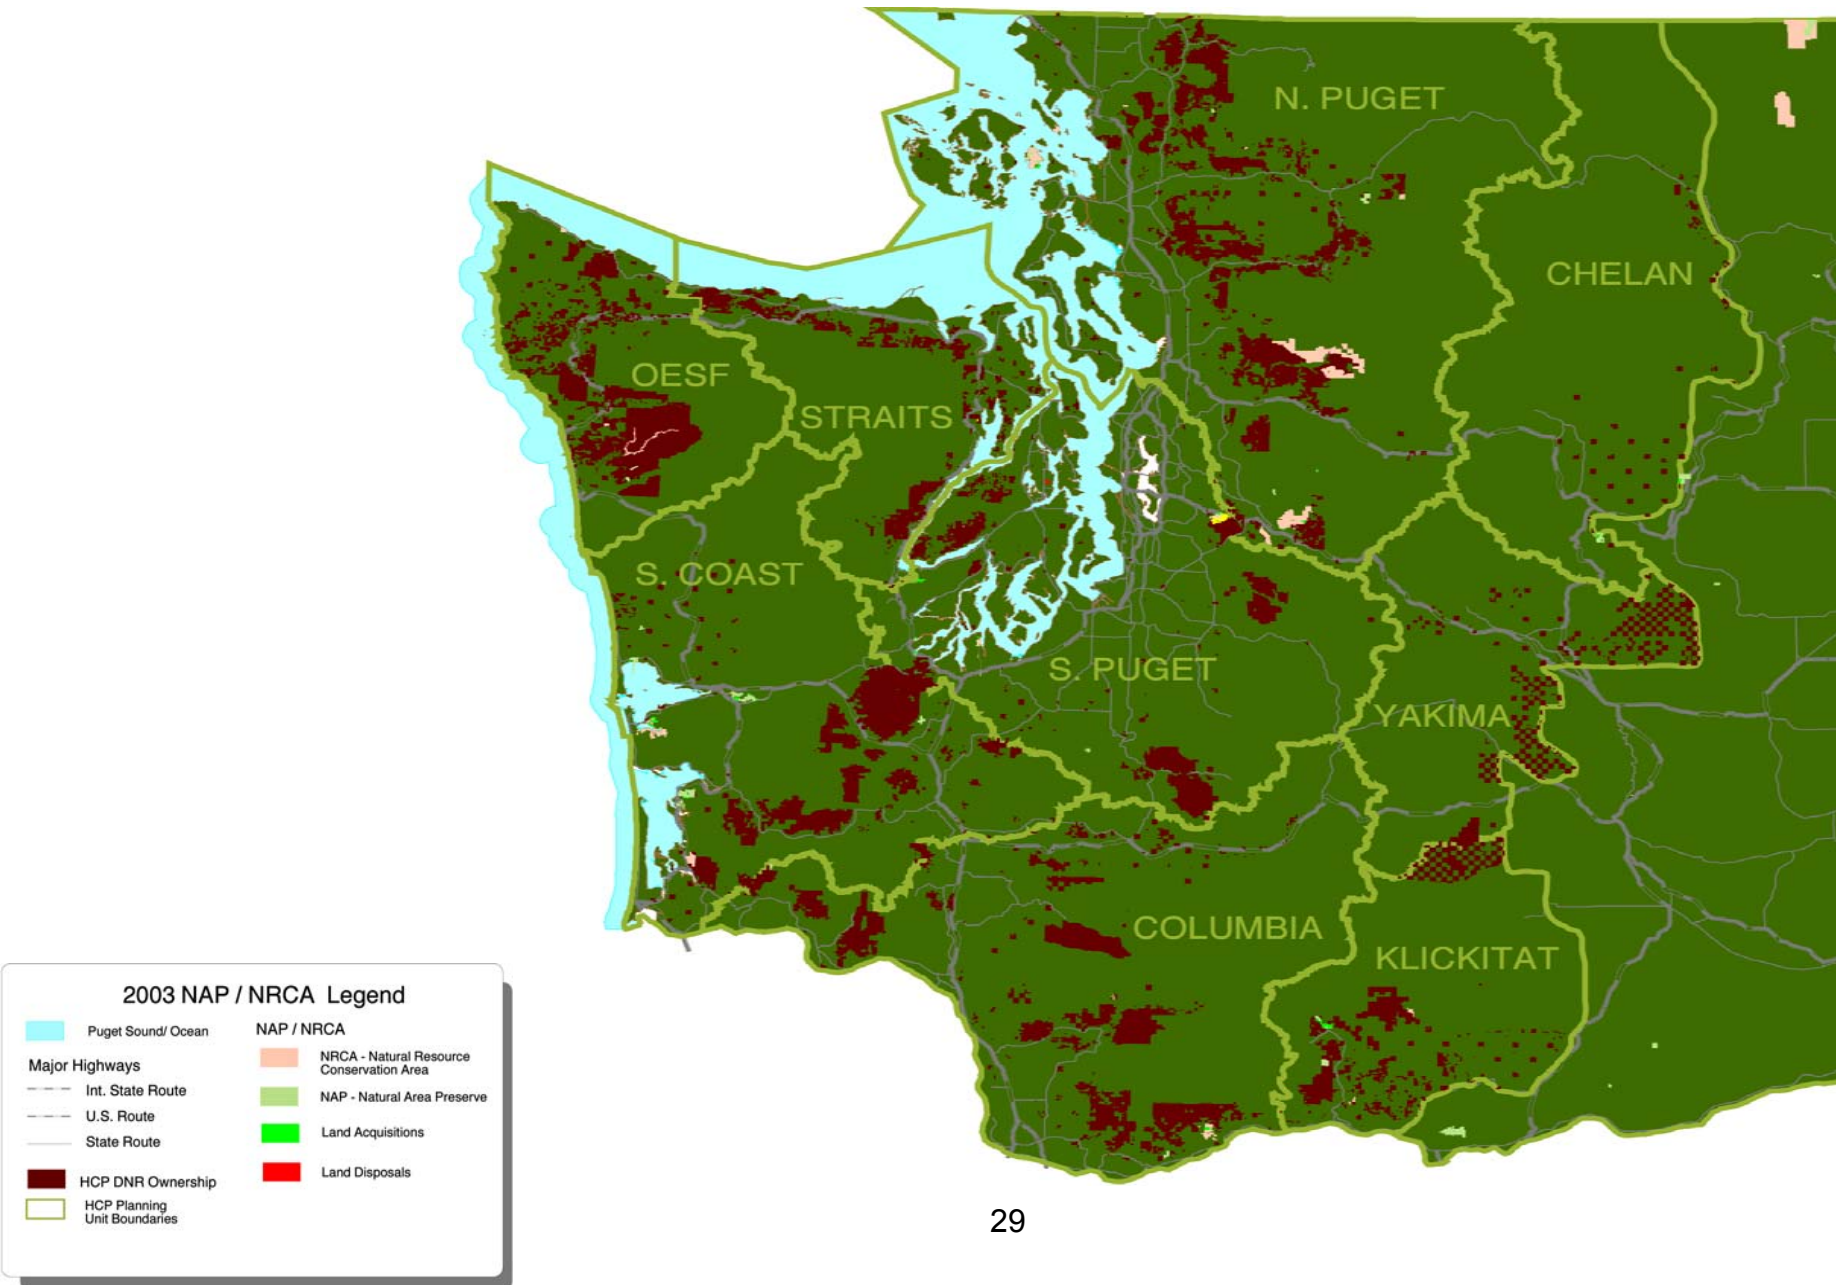 N. PUGET
CHELAN
OESF
STRAITS
S. COAST
S. PUGET
YAKIMA
COLUMBIA
KLICKITAT
2003 NAP / NRCA Legend
Puget Sound/ Ocean
Major Highways
Int. State Route
U.S. Route
State Route
HCP DNR Ownership
HCP Planning
Unit Boundaries
NAP / NRCA
NRCA - Natural Resource
Conservation Area
NAP - Natural Area Preserve
Land Acquisitions
Land Disposals
29